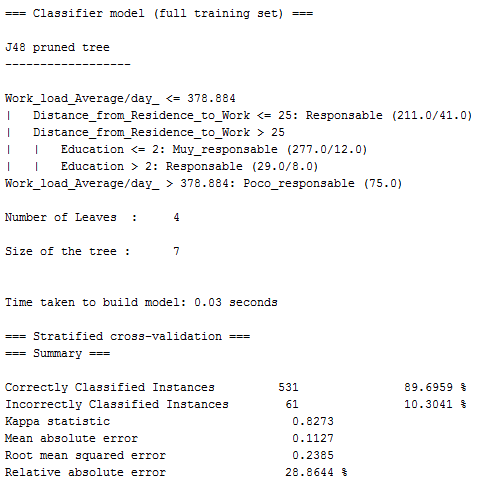 === Classifier model (full training set) ===
J48 pruned tree
------------------
Work_load_Average/day_ <= 378.884
|   Distance_from_Residence_to_Work <= 25: Responsable (211.0/41.0)
|   Distance_from_Residence_to_Work > 25
|   |   Education <= 2: Muy_responsable (277.0/12.0)
|   |   Education > 2: Responsable (29.0/8.0)
Work_load_Average/day_ > 378.884: Poco_responsable (75.0)
Number of Leaves  :     4
Size of the tree :      7
Time taken to build model: 0.03 seconds
=== Stratified cross-validation ===
=== Summary ===
Correctly Classified Instances         531               89.6959 %
Incorrectly Classified Instances        61               10.3041 %
Kappa statistic                          0.8273
Mean absolute error                      0.1127
Root mean squared error                  0.2385
Relative absolute error                 28.8644 %